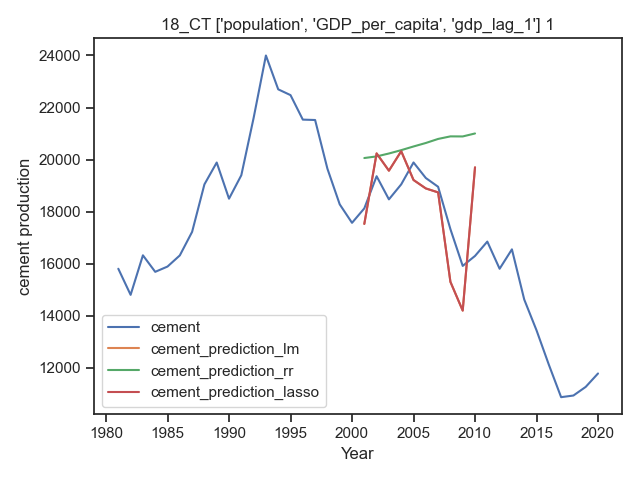 18_CT ['population', 'GDP_per_capita', 'gdp_lag_1'] 1
24000
22000
20000
18000
16000
14000
12000
cement production
cement
cement_prediction_lm
cement_prediction_rr
cement_prediction_lasso
1980 1985 1990 1995 2000 2005 2010 2015 2020
Year